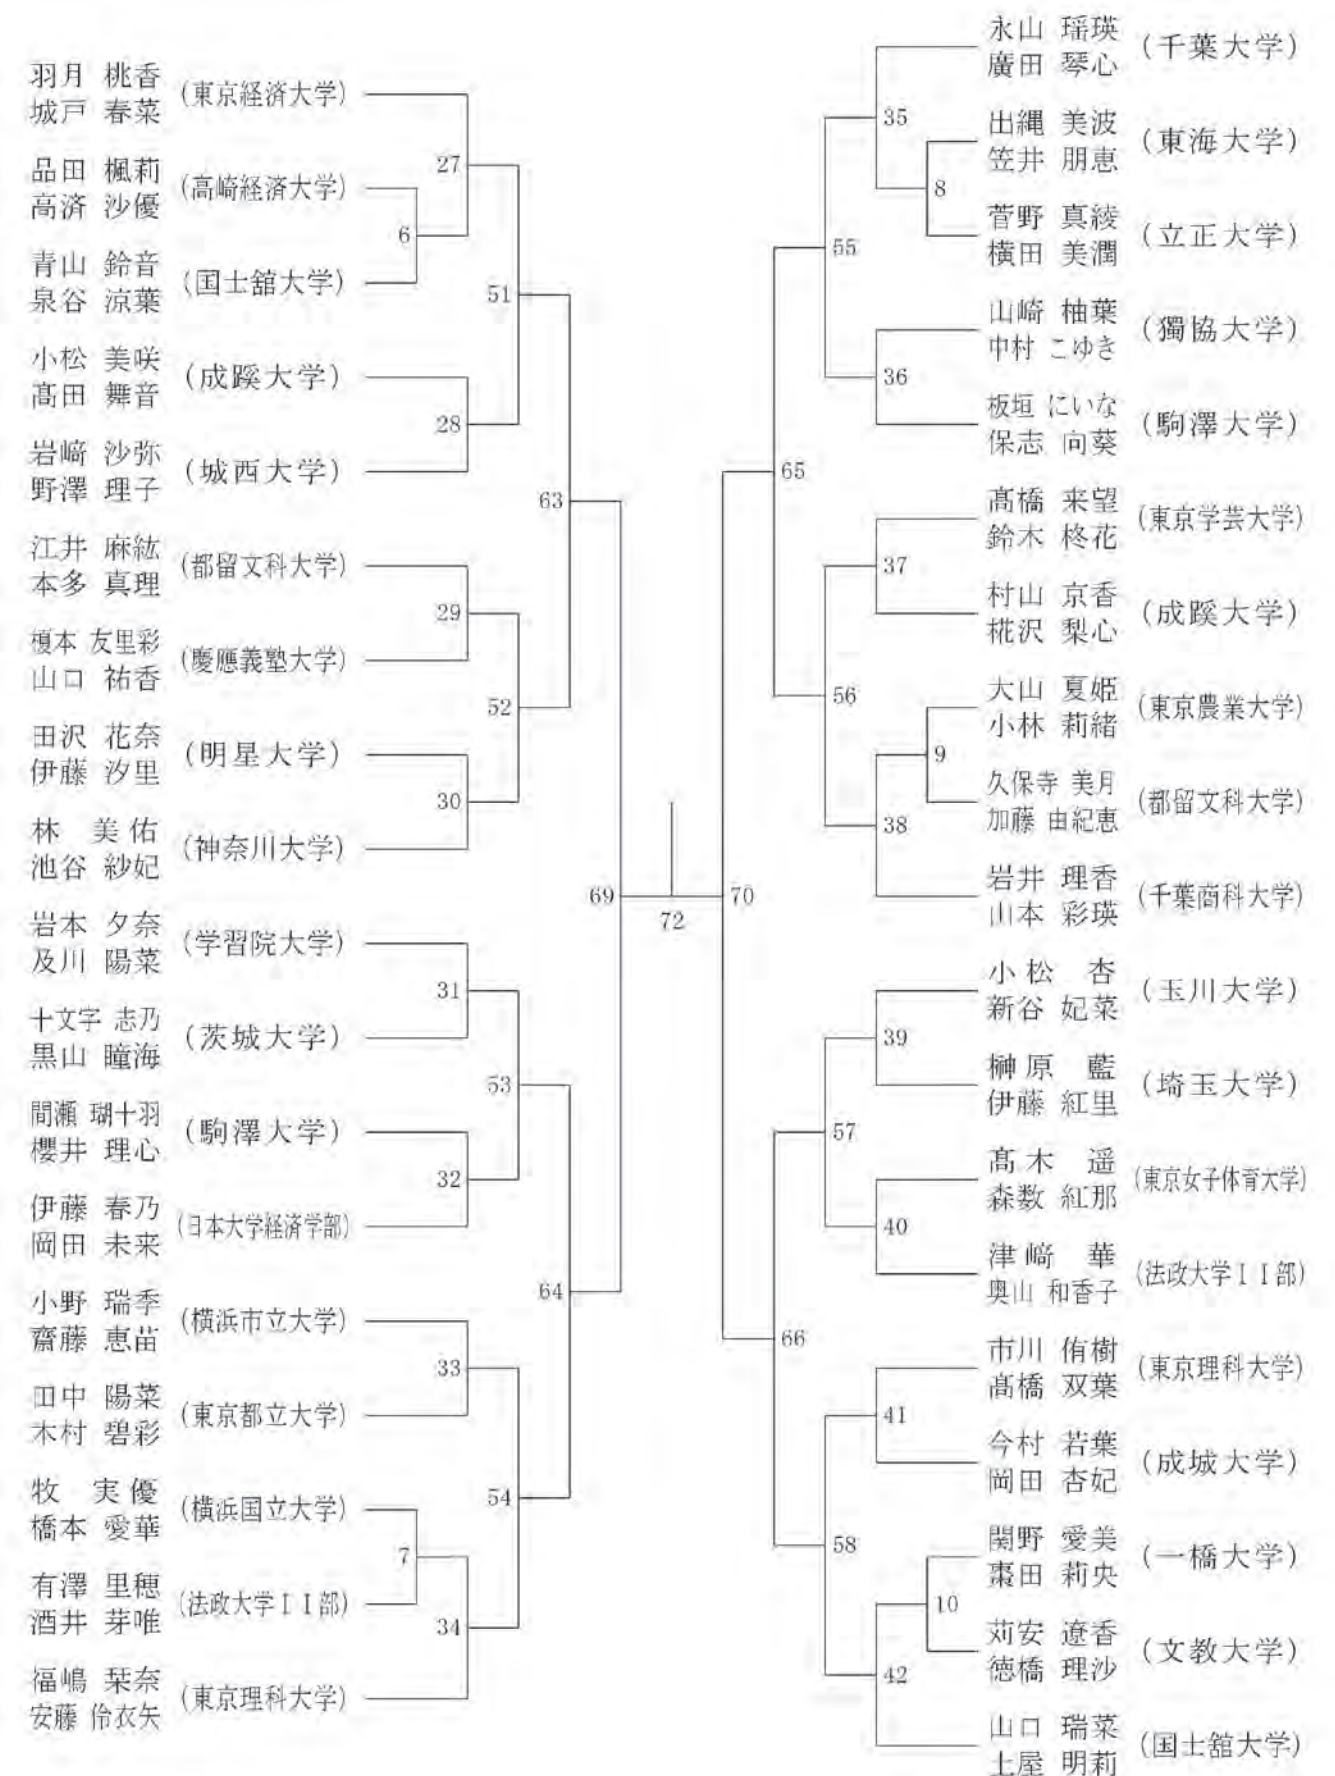 羽月 桃香
城戸 春菜
(東京経済大学)
品田 楓莉
高済 沙優
(高崎経済大学)
青山 鈴音
泉谷 涼葉
(国士舘大学)
小松 美咲
髙田 舞音
(成蹊大学)
岩﨑 沙弥
野澤 理子
(城西大学)
江井 麻紘
本多 真理
(都留文科大学)
榎本 友里彩
山口 祐香
(慶應義塾大学)
田沢 花奈
伊藤 汐里
(明星大学)
林 美佑
池谷 紗妃
(神奈川大学)
岩本 夕奈
及川 陽菜
(学習院大学)
十文字 志乃
黒山 瞳海
(茨城大学)
間瀬 瑚十羽
櫻井 理心
(駒澤大学)
伊藤 春乃
岡田 未来
(日本大学経済学部)
小野 瑞季
齋藤 恵苗
(横浜市立大学)
田中 陽菜
木村 碧彩
(東京都立大学)
牧 実優
橋本 愛華
(横浜国立大学)
有澤 里穂
酒井 芽唯
(法政大学ＩＩ部)
福嶋 栞奈
安藤 伶衣矢
(東京理科大学)
6
7
27
28
29
30
31
32
33
34
51
52
53
54
63
64
69
72
70
65
66
55
56
57
58
35
36
37
38
39
40
41
42
8
9
10
永山 瑶瑛
廣田 琴心
(千葉大学)
出縄 美波
笠井 朋恵
(東海大学)
菅野 真綾
横田 美潤
(立正大学)
山崎 柚葉
中村 こゆき
(獨協大学)
板垣 にいな
保志 向葵
(駒澤大学)
髙橋 来望
鈴木 柊花
(東京学芸大学)
村山 京香
椛沢 梨心
(成蹊大学)
大山 夏姫
小林 莉緒
(東京農業大学)
久保寺 美月
加藤 由紀恵
(都留文科大学)
岩井 理香
山本 彩瑛
(千葉商科大学)
小松 杏
新谷 妃菜
(玉川大学)
榊原 藍
伊藤 紅里
(埼玉大学)
髙木 遥
森数 紅那
(東京女子体育大学)
津﨑 華
奥山 和香子
(法政大学ＩＩ部)
市川 侑樹
髙橋 双葉
(東京理科大学)
今村 若葉
岡田 杏妃
(成城大学)
関野 愛美
棗田 莉央
(一橋大学)
苅安 遼香
徳橋 理沙
(文教大学)
山口 瑞菜
土屋 明莉
(国士舘大学)